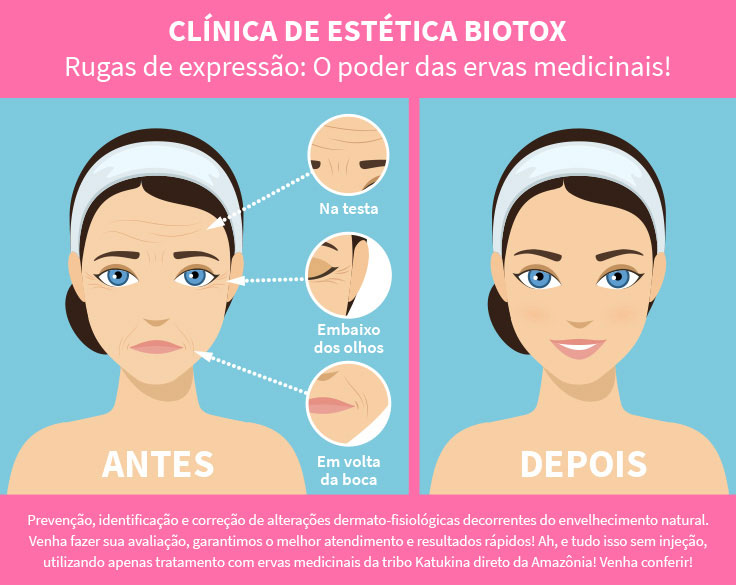 CLÍNICA DE ESTÉTICA BIOTOX
Rugas de expressão: O poder das ervas medicinais!
Na testa
Embaixo
dos olhos
Em volta
da boca
ANTES
DEPOIS
Prevenção, identificação e correção de alterações dermato-fisiológicas decorrentes do envelhecimento natural.
Venha fazer sua avaliação, garantimos o melhor atendimento e resultados rápidos! Ah, e tudo isso sem injeção,
utilizando apenas tratamento com ervas medicinais da tribo Katukina direto da Amazônia! Venha conferir!